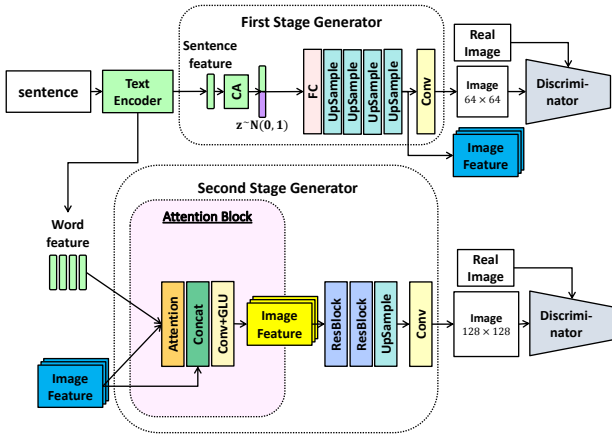 First Stage Generator
Sentence
feature
sentence
Text
Encoder
CA
z~N(0,1)
FC
UpSample
UpSample
UpSample
UpSample
Conv
Real
Image
Image
64×64
Discrimi-
nator
Image
Feature
Second Stage Generator
Attention Block
Word
feature
Attention
Concat
Conv+GLU
Image
Feature
ResBlock
ResBlock
UpSample
Conv
Real
Image
Image
128×128
Discrimi-
nator
Image
Feature